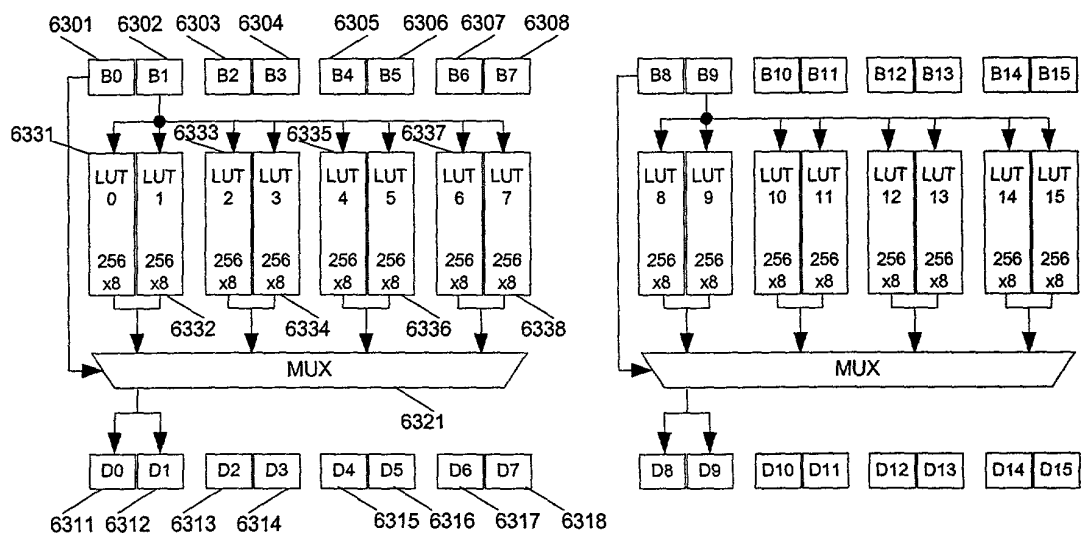 6301 6302 6303 6304 6305 6306 6307 6308
B0 B1 B2 B3 B4 B5 B6 B7 B8 B9 B10 B11 B12 B13 B14 B15
6331 6333 6335 6337
LUT LUT LUT LUT LUT LUT LUT LUT LUT LUT LUT LUT LUT LUT LUT LUT
0 1 2 3 4 5 6 7 8 9 10 11 12 13 14 15
256 256 256 256 256 256 256 256 256 256 256 256 256 256 256 256
x8 x8 x8 x8 x8 x8 x8 x8 x8 x8 x8 x8 x8 x8 x8 x8
6332 6334 6336 6338
MUX MUX
6321
D0 D1 D2 D3 D4 D5 D6 D7 D8 D9 D10 D11 D12 D13 D14 D15
6311 6312 6313 6314 6315 6316 6317 6318